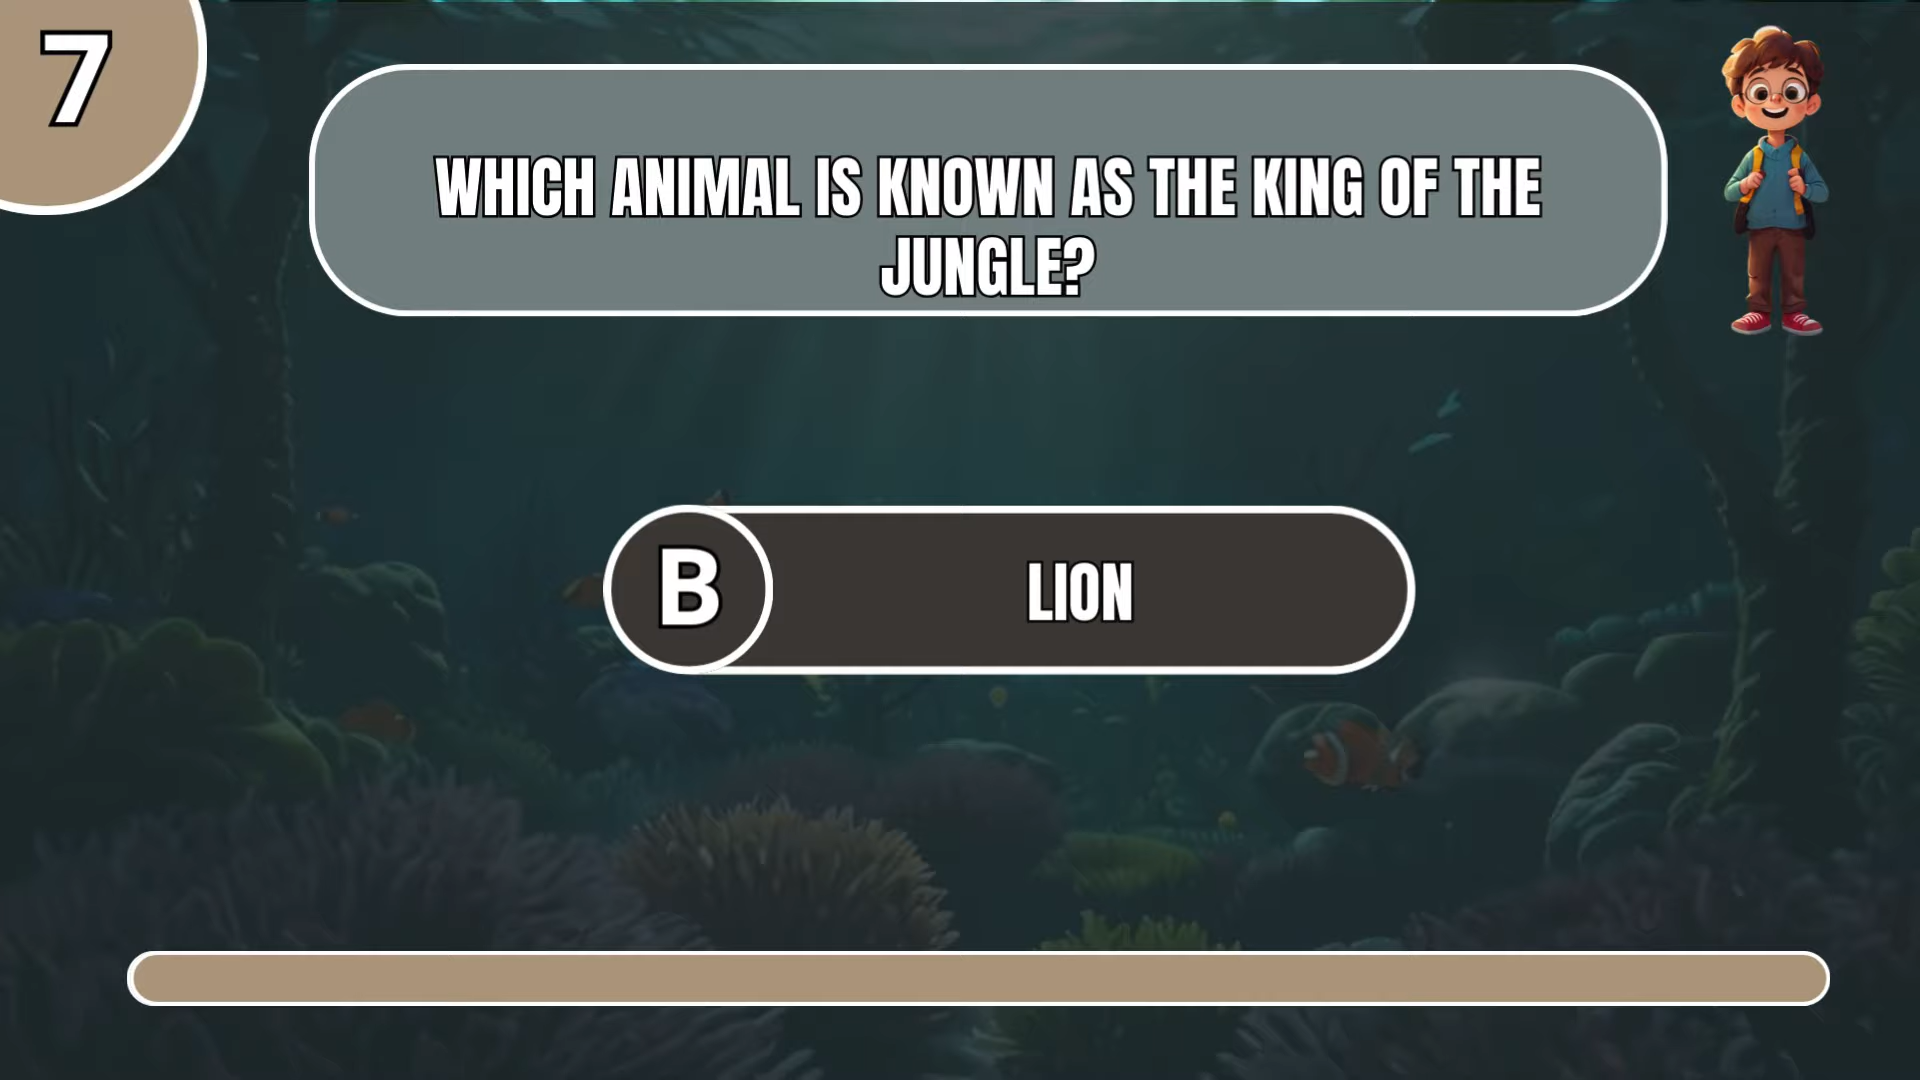 7
WHICH ANIMAL IS KNOWN AS THE KING OF THE
JUNGLE?
B
LION